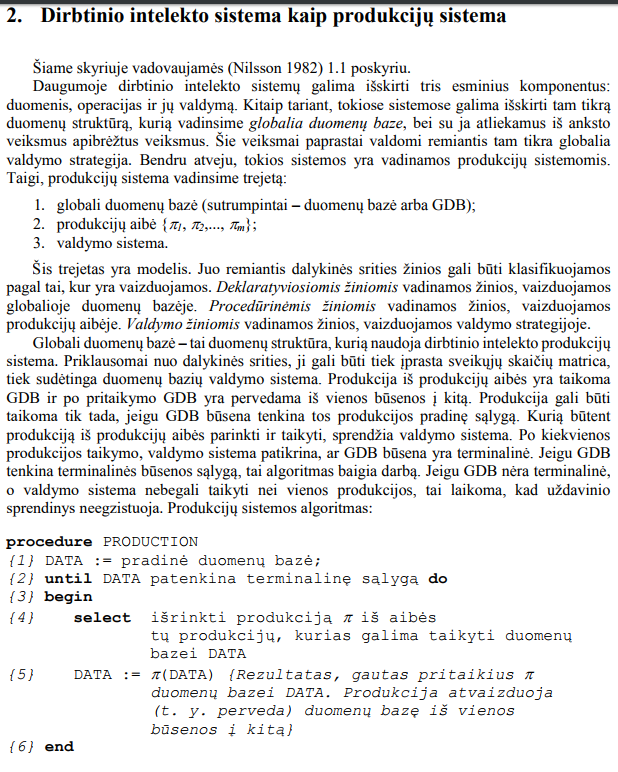 2. Dirbtinio intelekto sistema kaip produkcijų sistema
Šiame skyriuje vadovaujamės (Nilsson 1982) 1.1 poskyriu.
Daugumoje dirbtinio intelekto sistemų galima išskirti tris esminius komponentus:
duomenis, operacijas ir jų valdymą. Kitaip tariant, tokiose sistemose galima išskirti tam tikrą
duomenų struktūrą, kurią vadinsime globalia duomenų baze, bei su ja atliekamus iš anksto
veiksmus apibrėžtus veiksmus. Šie veiksmai paprastai valdomi remiantis tam tikra globalia
valdymo strategija. Bendru atveju, tokios sistemos yra vadinamos produkcijų sistemomis.
Taigi, produkcijų sistema vadinsime trejetą:
1. globali duomenų bazė (sutrumpintai – duomenų bazė arba GDB);
2. produkcijų aibė {π1, π2,..., πm};
3. valdymo sistema.
Šis trejetas yra modelis. Juo remiantis dalykinės srities žinios gali būti klasifikuojamos
pagal tai, kur yra vaizduojamos. Deklaratyviosiomis žiniomis vadinamos žinios, vaizduojamos
globalioje duomenų bazėje. Procedūrinėmis žiniomis vadinamos žinios, vaizduojamos
produkcijų aibėje. Valdymo žiniomis vadinamos žinios, vaizduojamos valdymo strategijoje.
Globali duomenų bazė – tai duomenų struktūra, kurią naudoja dirbtinio intelekto produkcijų
sistema. Priklausomai nuo dalykinės srities, ji gali būti tiek įprasta sveikųjų skaičių matrica,
tiek sudėtinga duomenų bazių valdymo sistema. Produkcija iš produkcijų aibės yra taikoma
GDB ir po pritaikymo GDB yra pervedama iš vienos būsenos į kitą. Produkcija gali būti
taikoma tik tada, jeigu GDB būsena tenkina tos produkcijos pradinę sąlygą. Kurią būtent
produkciją iš produkcijų aibės parinkti ir taikyti, sprendžia valdymo sistema. Po kiekvienos
produkcijos taikymo, valdymo sistema patikrina, ar GDB būsena yra terminalinė. Jeigu GDB
tenkina terminalinės būsenos sąlygą, tai algoritmas baigia darbą. Jeigu GDB nėra terminalinė,
o valdymo sistema nebegali taikyti nei vienos produkcijos, tai laikoma, kad uždavinio
sprendinys neegzistuoja. Produkcijų sistemos algoritmas:
procedure PRODUCTION
{1} DATA := pradinė duomenų bazė;
{2} until DATA patenkina terminalinę sąlygą do
{3} begin
{4} select išrinkti produkciją π iš aibės
tų produkcijų, kurias galima taikyti duomenų
bazei DATA
{5} DATA := π(DATA) {Rezultatas, gautas pritaikius π
duomenų bazei DATA. Produkcija atvaizduoja
(t. y. perveda) duomenų bazę iš vienos
būsenos į kitą}
{6} end